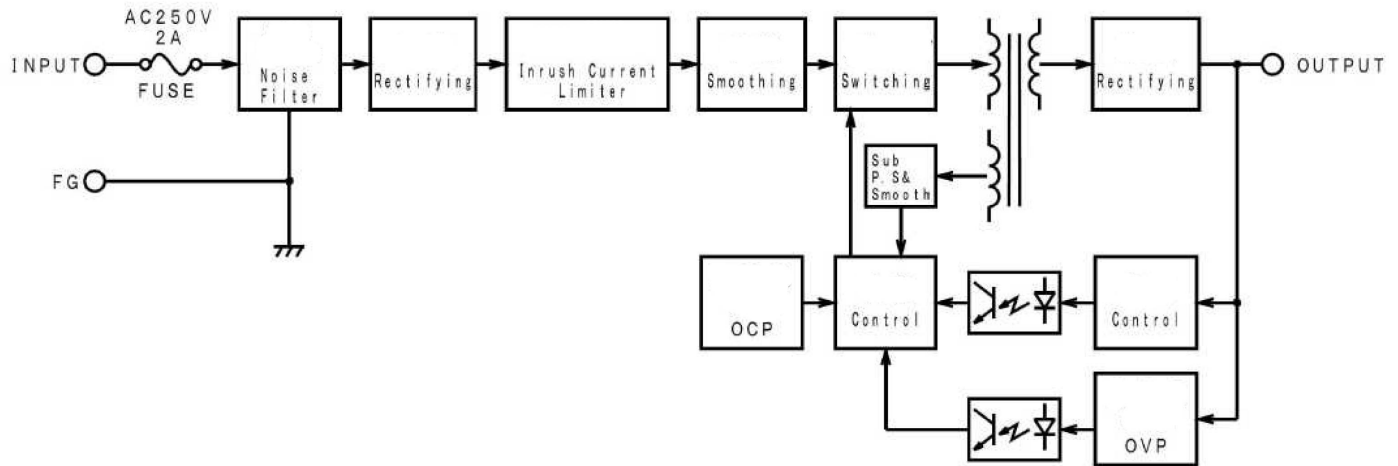 AC250V
2A
INPUT
FUSE
Noise
Filter
Rectifying
Inrush Current
Limiter
Smoothing
Switching
Rectifying
OUTPUT
FG
Sub
P.S&
Smooth
OCP
Control
Control
OVP